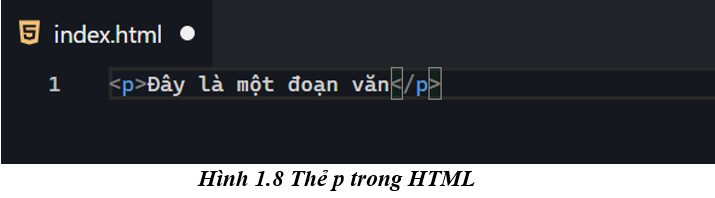 index.html
1 <p>Đây là một đoạn văn</p>
Hình 1.8 Thẻ p trong HTML